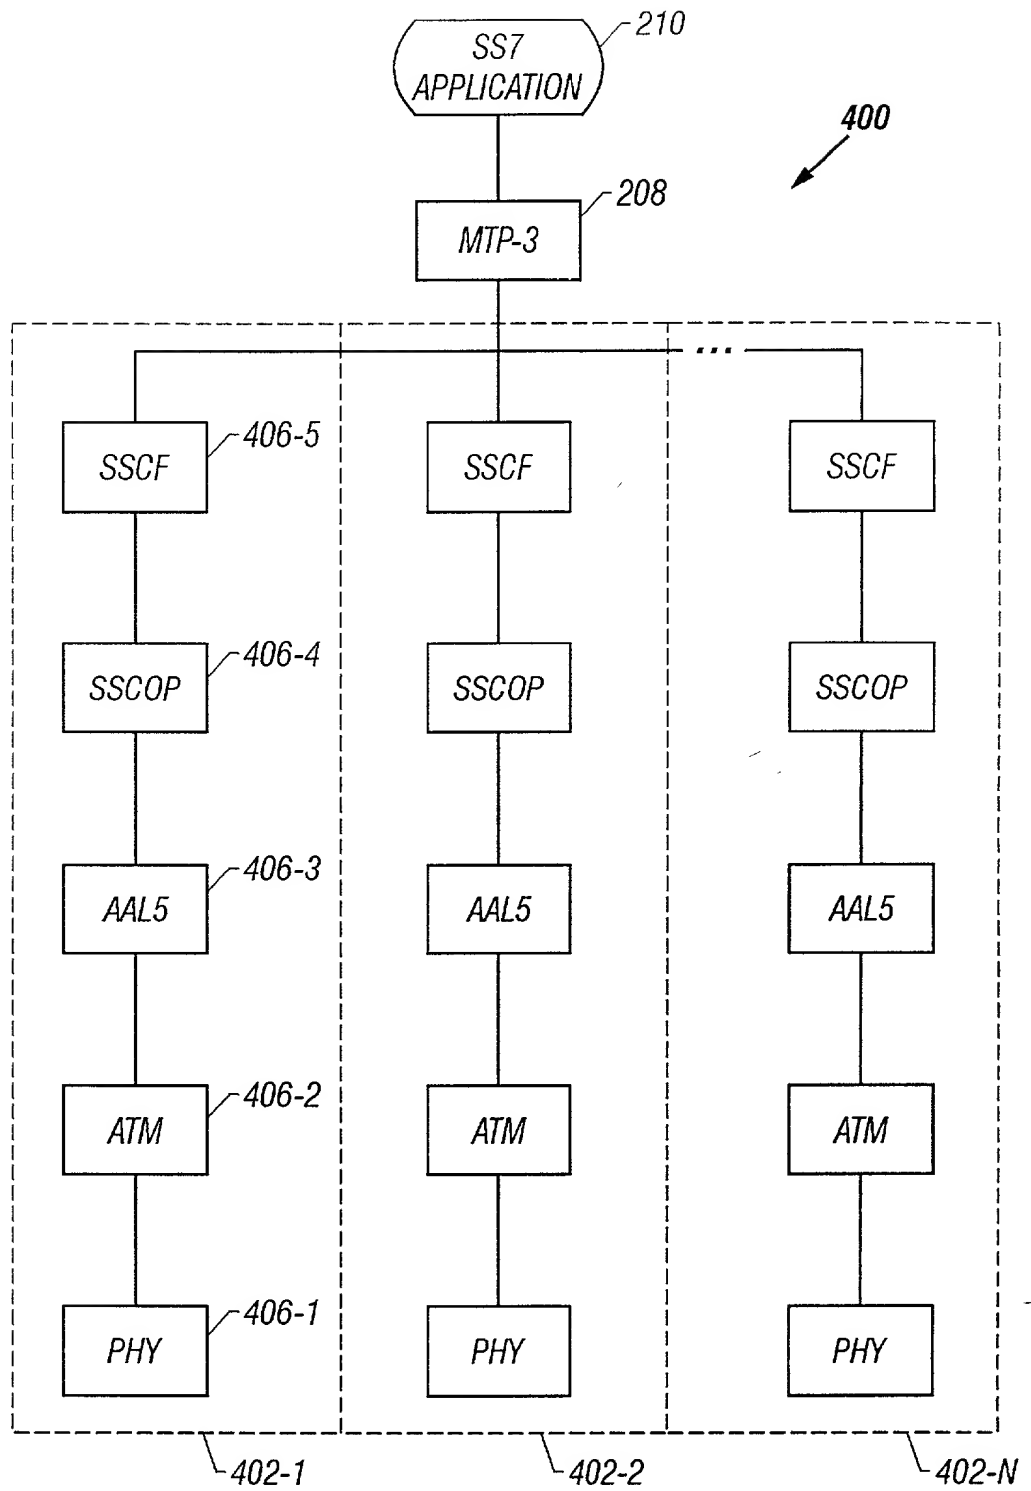 210
SS7
APPLICATION
400
208
MTP-3
...
406-5
SSCF
SSCF
SSCF
406-4
SSCOP
SSCOP
SSCOP
406-3
AAL5
AAL5
AAL5
406-2
ATM
ATM
ATM
406-1
PHY
PHY
PHY
402-1
402-2
402-N